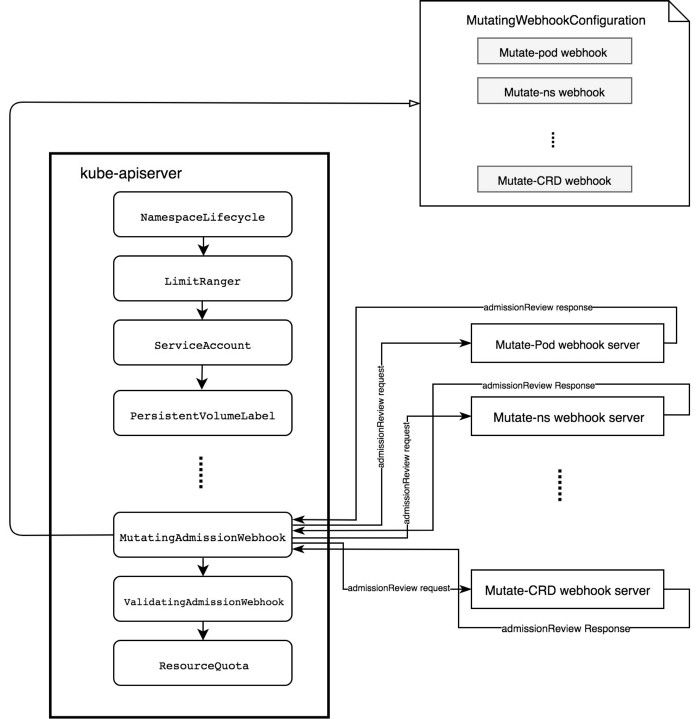 MutatingWebhookConfiguration
Mutate-pod webhook
Mutate-ns webhook
Mutate-CRD webhook
kube-apiserver
NamespaceLifecycle
LimitRanger
ServiceAccount
PersistentVolumeLabel
MutatingAdmissionWebhook
ValidatingAdmissionWebhook
ResourceQuota
admissionReview response
Mutate-Pod webhook server
admissionReview request
admissionReview Response
Mutate-ns webhook server
admissionReview request
admissionReview request
Mutate-CRD webhook server
admissionReview Response